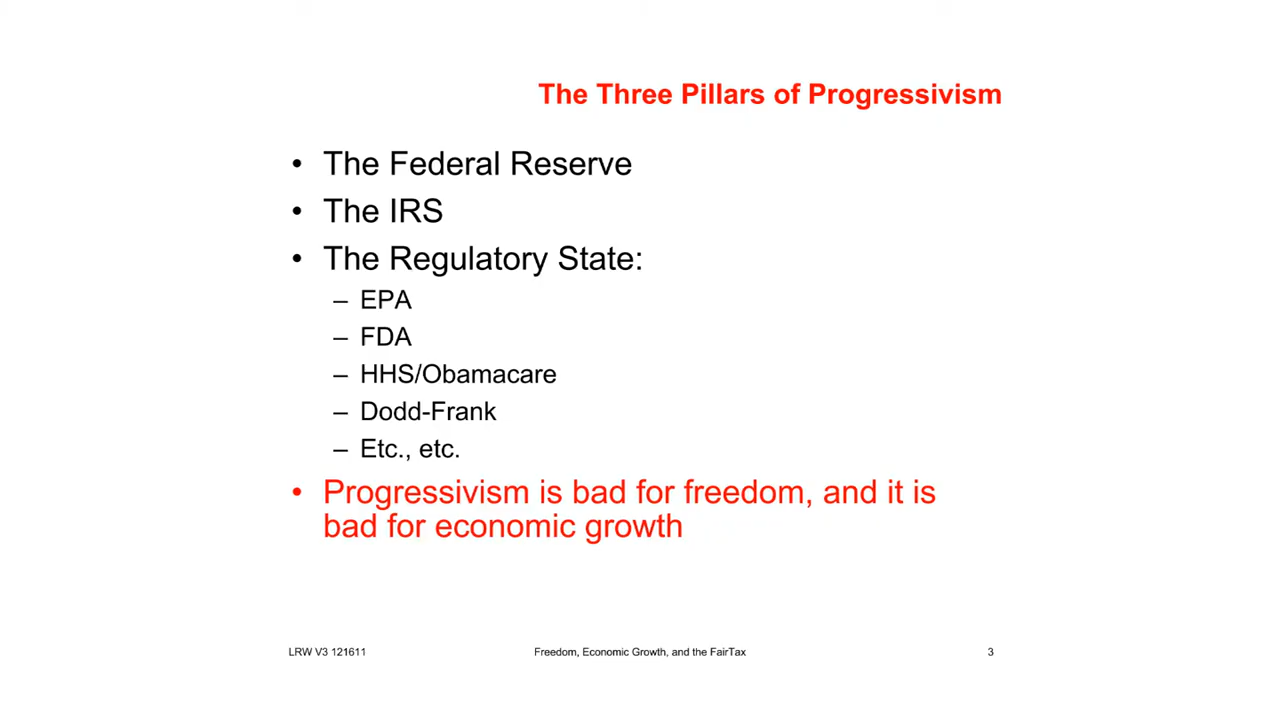 The Three Pillars of Progressivism
• The Federal Reserve
• The IRS
• The Regulatory State:
– EPA
– FDA
– HHS/Obamacare
– Dodd-Frank
– Etc., etc.
• Progressivism is bad for freedom, and it is
bad for economic growth
LRW V3 121611 Freedom, Economic Growth, and the FairTax 3